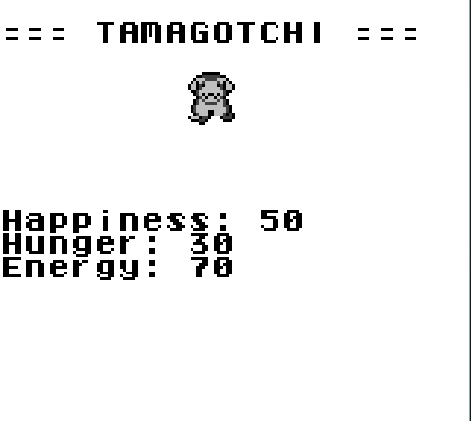 === TAMAGOTCHI ===
Happiness: 50
Hunger: 30
Energy: 70